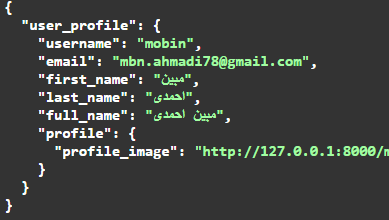 {
"user_profile": {
"username": "mobin",
"email": "mbn.ahmadi78@gmail.com",
"first_name": "مبین",
"last_name": "احمدی",
"full_name": "مبین احمدی",
"profile": {
"profile_image": "http://127.0.0.1:8000/m
}
}
}